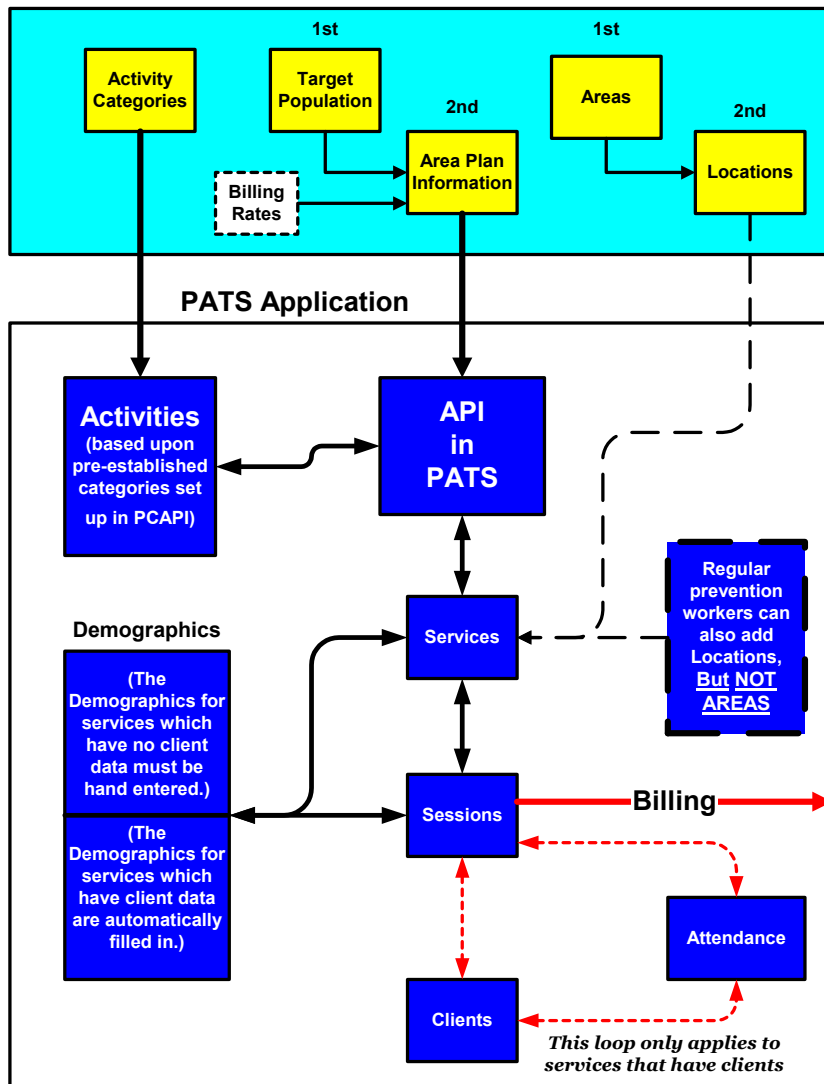 1st
1st
Activity
Categories
Target
Population
Areas
2nd
2nd
Area Plan
Information
Locations
Billing
Rates
PATS Application
Activities
(based upon
pre-established
categories set
up in PCAPI)
API
in
PATS
Regular
prevention
workers can
also add
Locations,
But NOT
AREAS
Services
Demographics
(The
Demographics for
services which
have no client
data must be
hand entered.)
(The
Demographics for
services which
have client data
are automatically
filled in.)
Sessions
Billing
Attendance
Clients
This loop only applies to
services that have clients